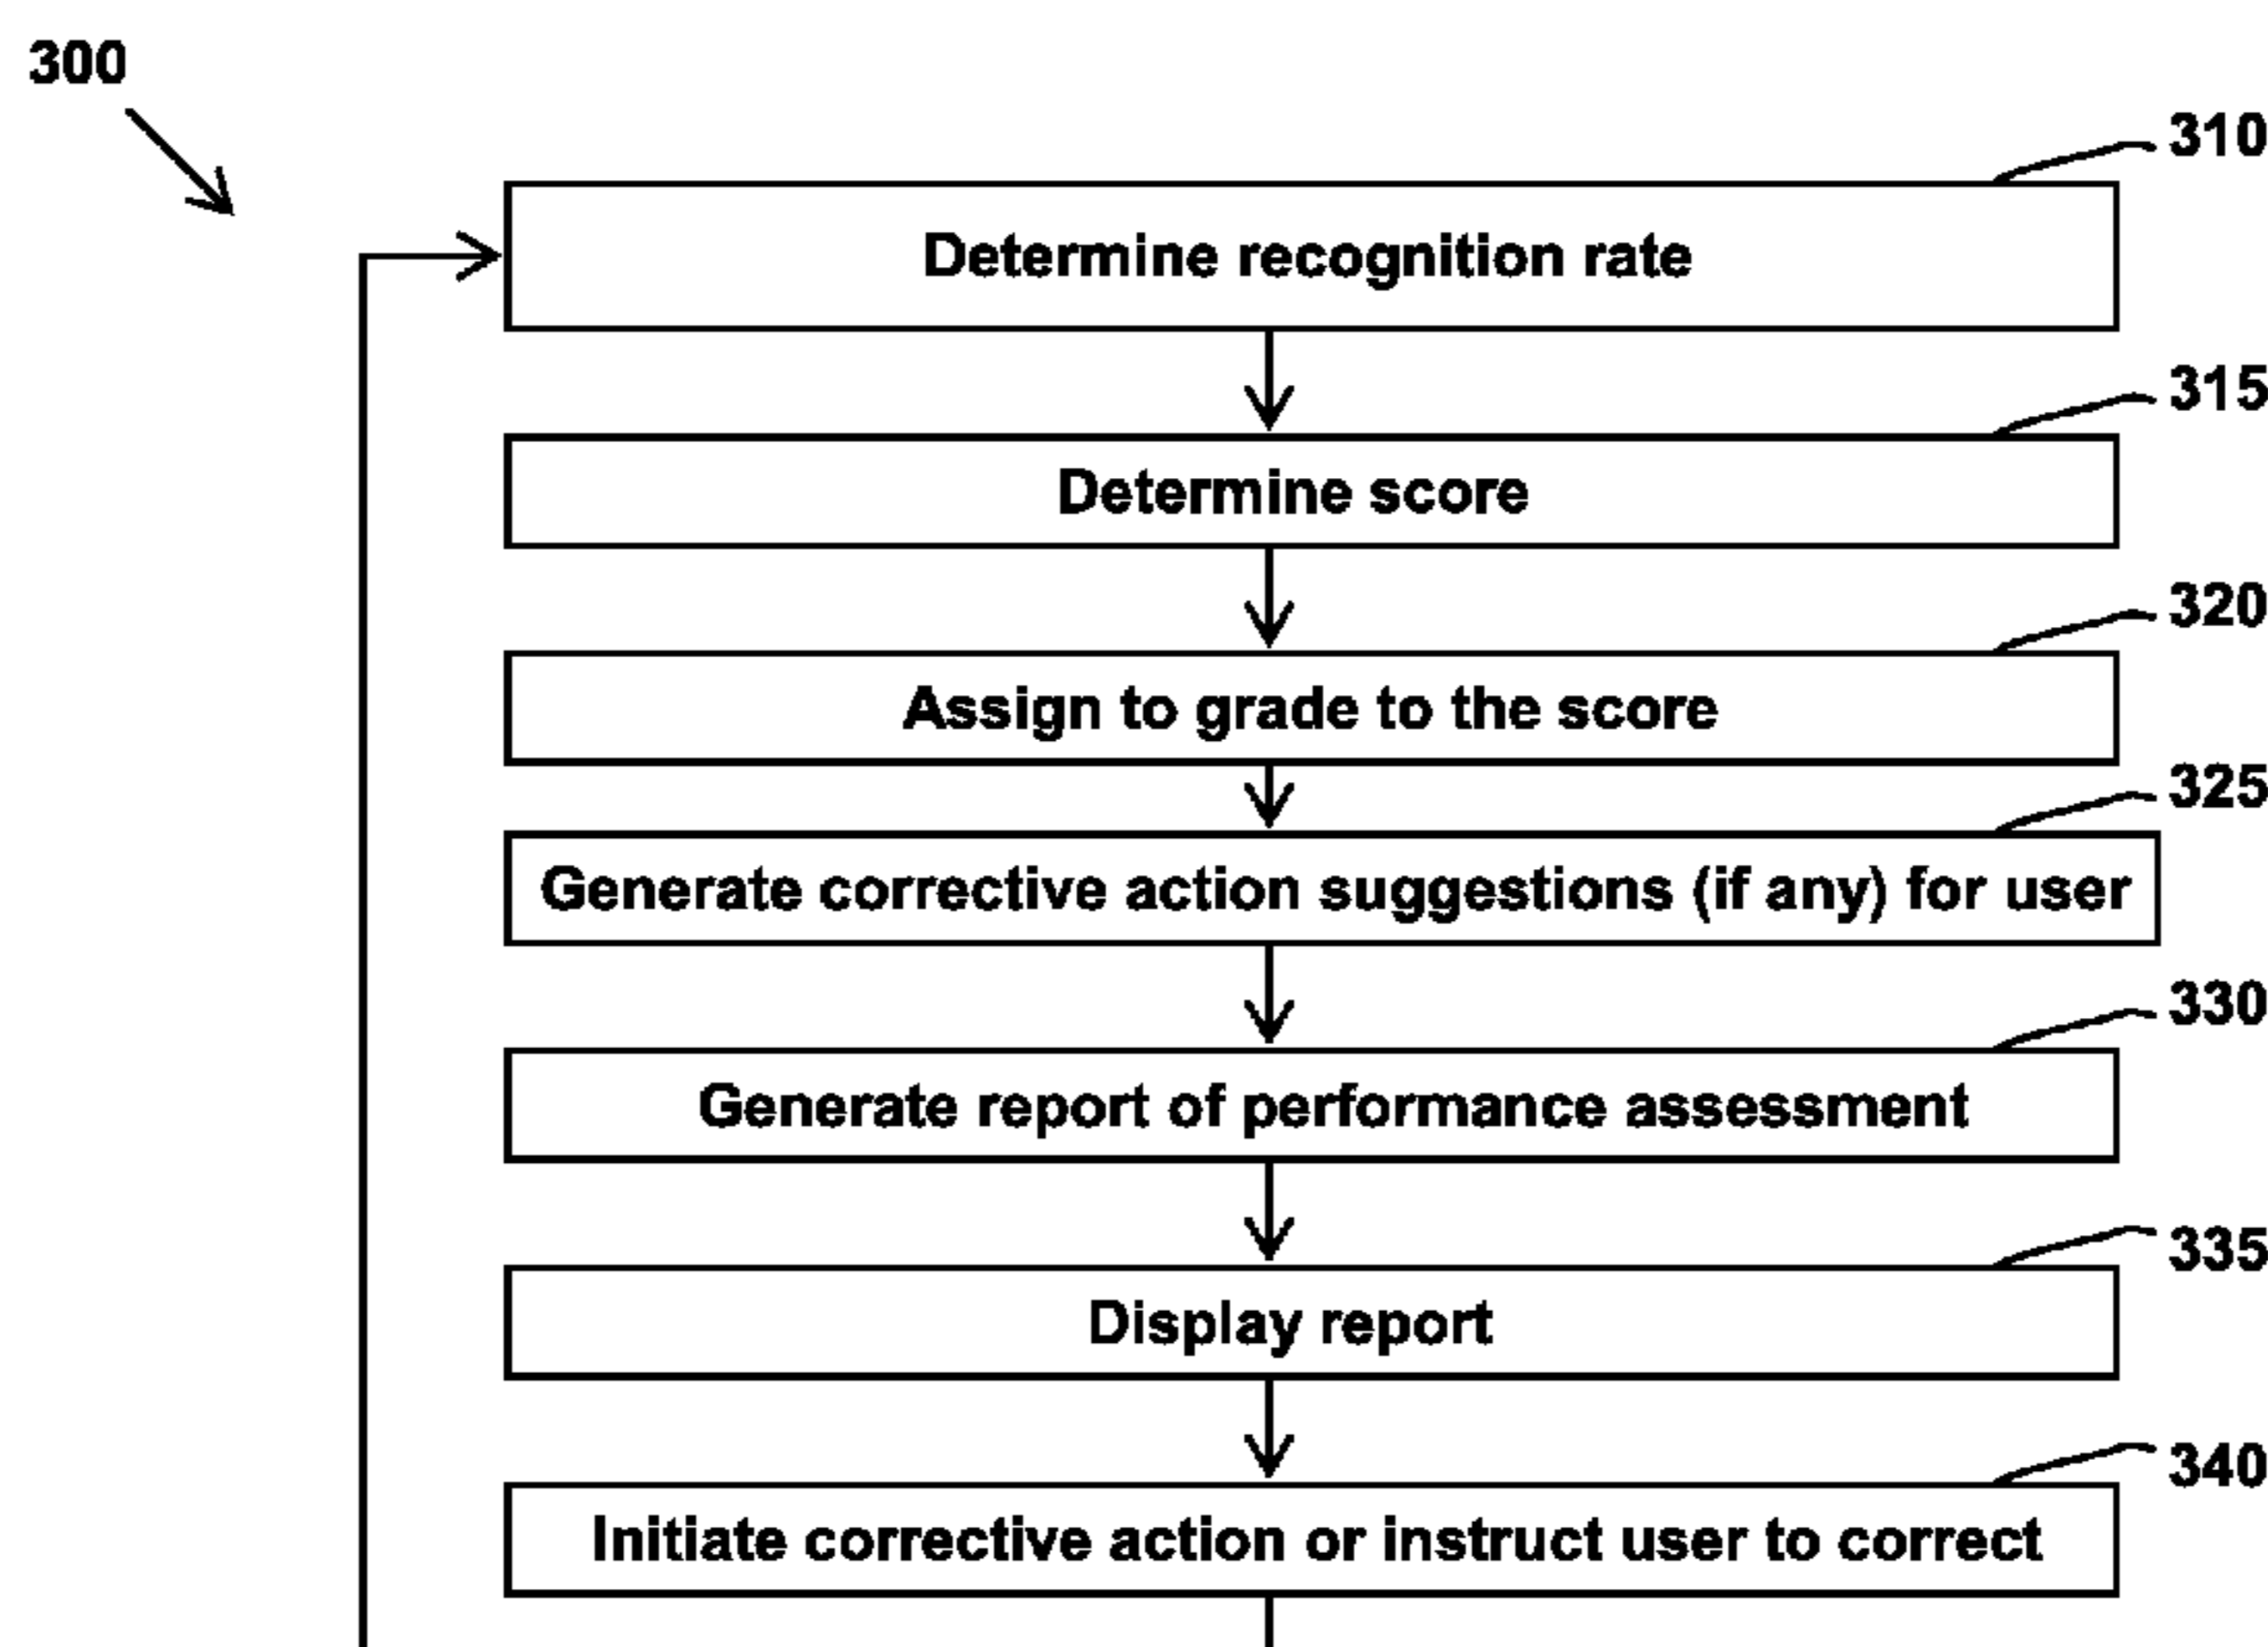 300
310
Determine recognition rate
315
Determine score
320
Assign to grade to the score
325
Generate corrective action suggestions (if any) for user
330
Generate report of performance assessment
335
Display report
340
Initiate corrective action or instruct user to correct